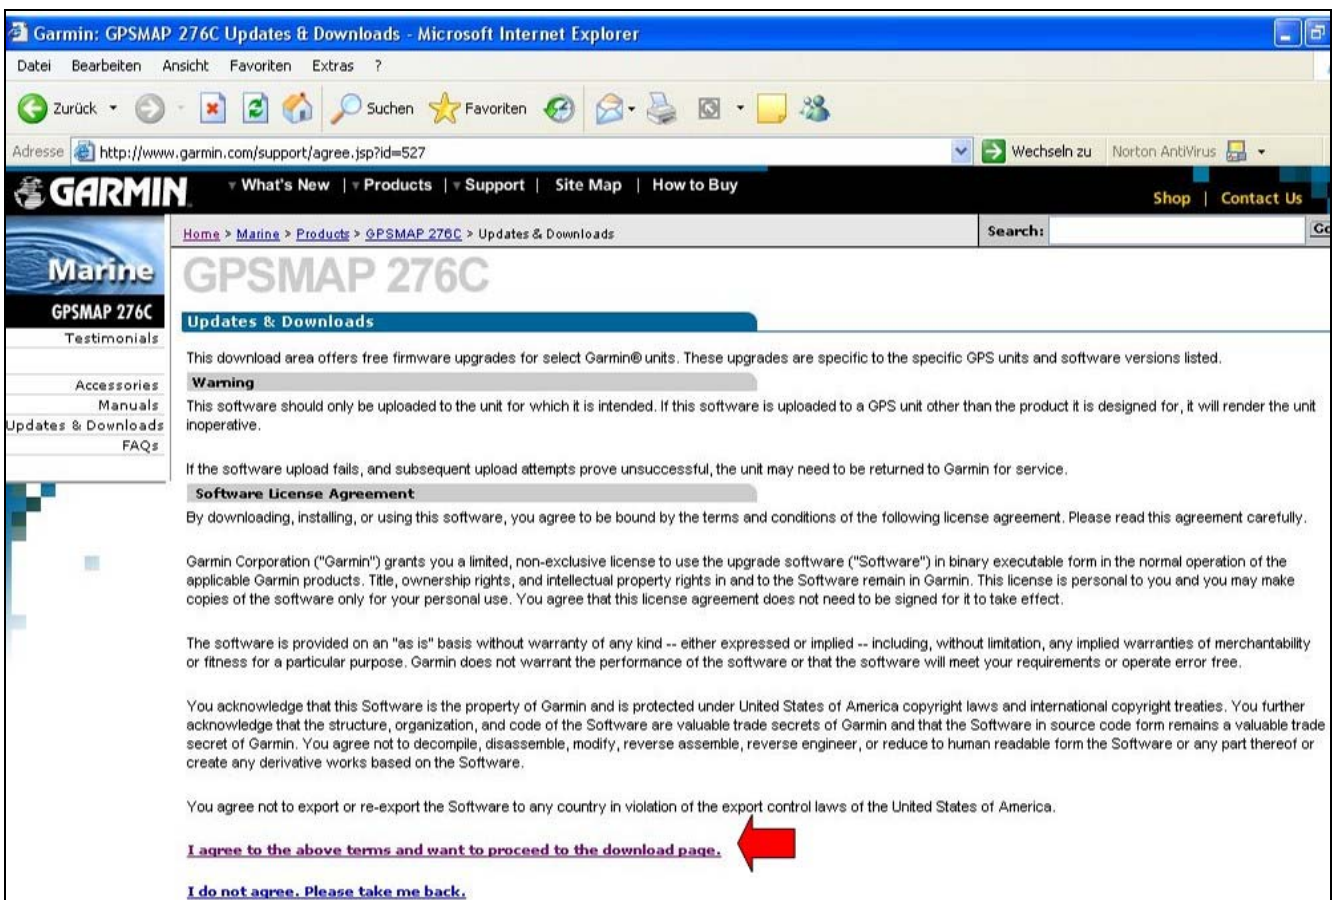 Garmin: GPSMAP 276C Updates & Downloads - Microsoft Internet Explorer
Datei Bearbeiten Ansicht Favoriten Extras ?
Zurück Suchen Favoriten
Adresse http://www.garmin.com/support/agree.jsp?id=527 Wechseln zu Norton AntiVirus
GARMIN What's New | Products | Support | Site Map | How to Buy
Shop | Contact Us
Home > Marine > Products > GPSMAP 276C > Updates & Downloads Search:
Marine
GPSMAP 276C
GPSMAP 276C
Testimonials
Accessories
Manuals
Updates & Downloads
FAQs
Updates & Downloads
This download area offers free firmware upgrades for select Garmin® units. These upgrades are specific to the specific GPS units and software versions listed.
Warning
This software should only be uploaded to the unit for which it is intended. If this software is uploaded to a GPS unit other than the product it is designed for, it will render the unit
inoperative.
If the software upload fails, and subsequent upload attempts prove unsuccessful, the unit may need to be returned to Garmin for service.
Software License Agreement
By downloading, installing, or using this software, you agree to be bound by the terms and conditions of the following license agreement. Please read this agreement carefully.
Garmin Corporation ("Garmin") grants you a limited, non-exclusive license to use the upgrade software ("Software") in binary executable form in the normal operation of the
applicable Garmin products. Title, ownership rights, and intellectual property rights in and to the Software remain in Garmin. This license is personal to you and you may make
copies of the software only for your personal use. You agree that this license agreement does not need to be signed for it to take effect.
The software is provided on an "as is" basis without warranty of any kind -- either expressed or implied -- including, without limitation, any implied warranties of merchantability
or fitness for a particular purpose. Garmin does not warrant the performance of the software or that the software will meet your requirements or operate error free.
You acknowledge that this Software is the property of Garmin and is protected under United States of America copyright laws and international copyright treaties. You further
acknowledge that the structure, organization, and code of the Software are valuable trade secrets of Garmin and that the Software in source code form remains a valuable trade
secret of Garmin. You agree not to decompile, disassemble, modify, reverse assemble, reverse engineer, or reduce to human readable form the Software or any part thereof or
create any derivative works based on the Software.
You agree not to export or re-export the Software to any country in violation of the export control laws of the United States of America.
I agree to the above terms and want to proceed to the download page.
I do not agree. Please take me back.